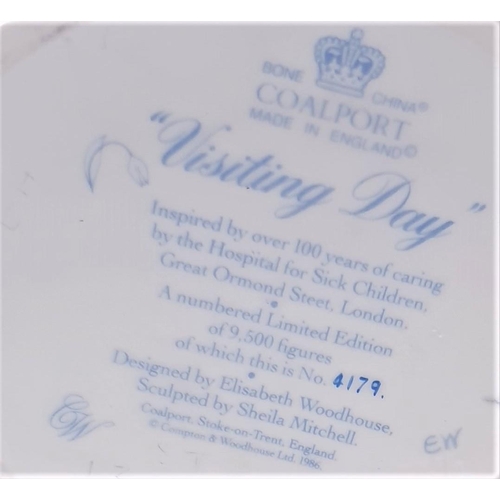 BONE CHINA®
COALPORT
MADE IN ENGLAND©
"Visiting Day"
Inspired by over 100 years of caring
by the Hospital for Sick Children,
Great Ormond Steet, London.
A numbered Limited Edition
of 9,500 figures
of which this is No. 4179.
Designed by Elisabeth Woodhouse,
Sculpted by Sheila Mitchell.
Coalport, Stoke-on-Trent, England.
© Compton & Woodhouse Ltd. 1986.
CW
EW